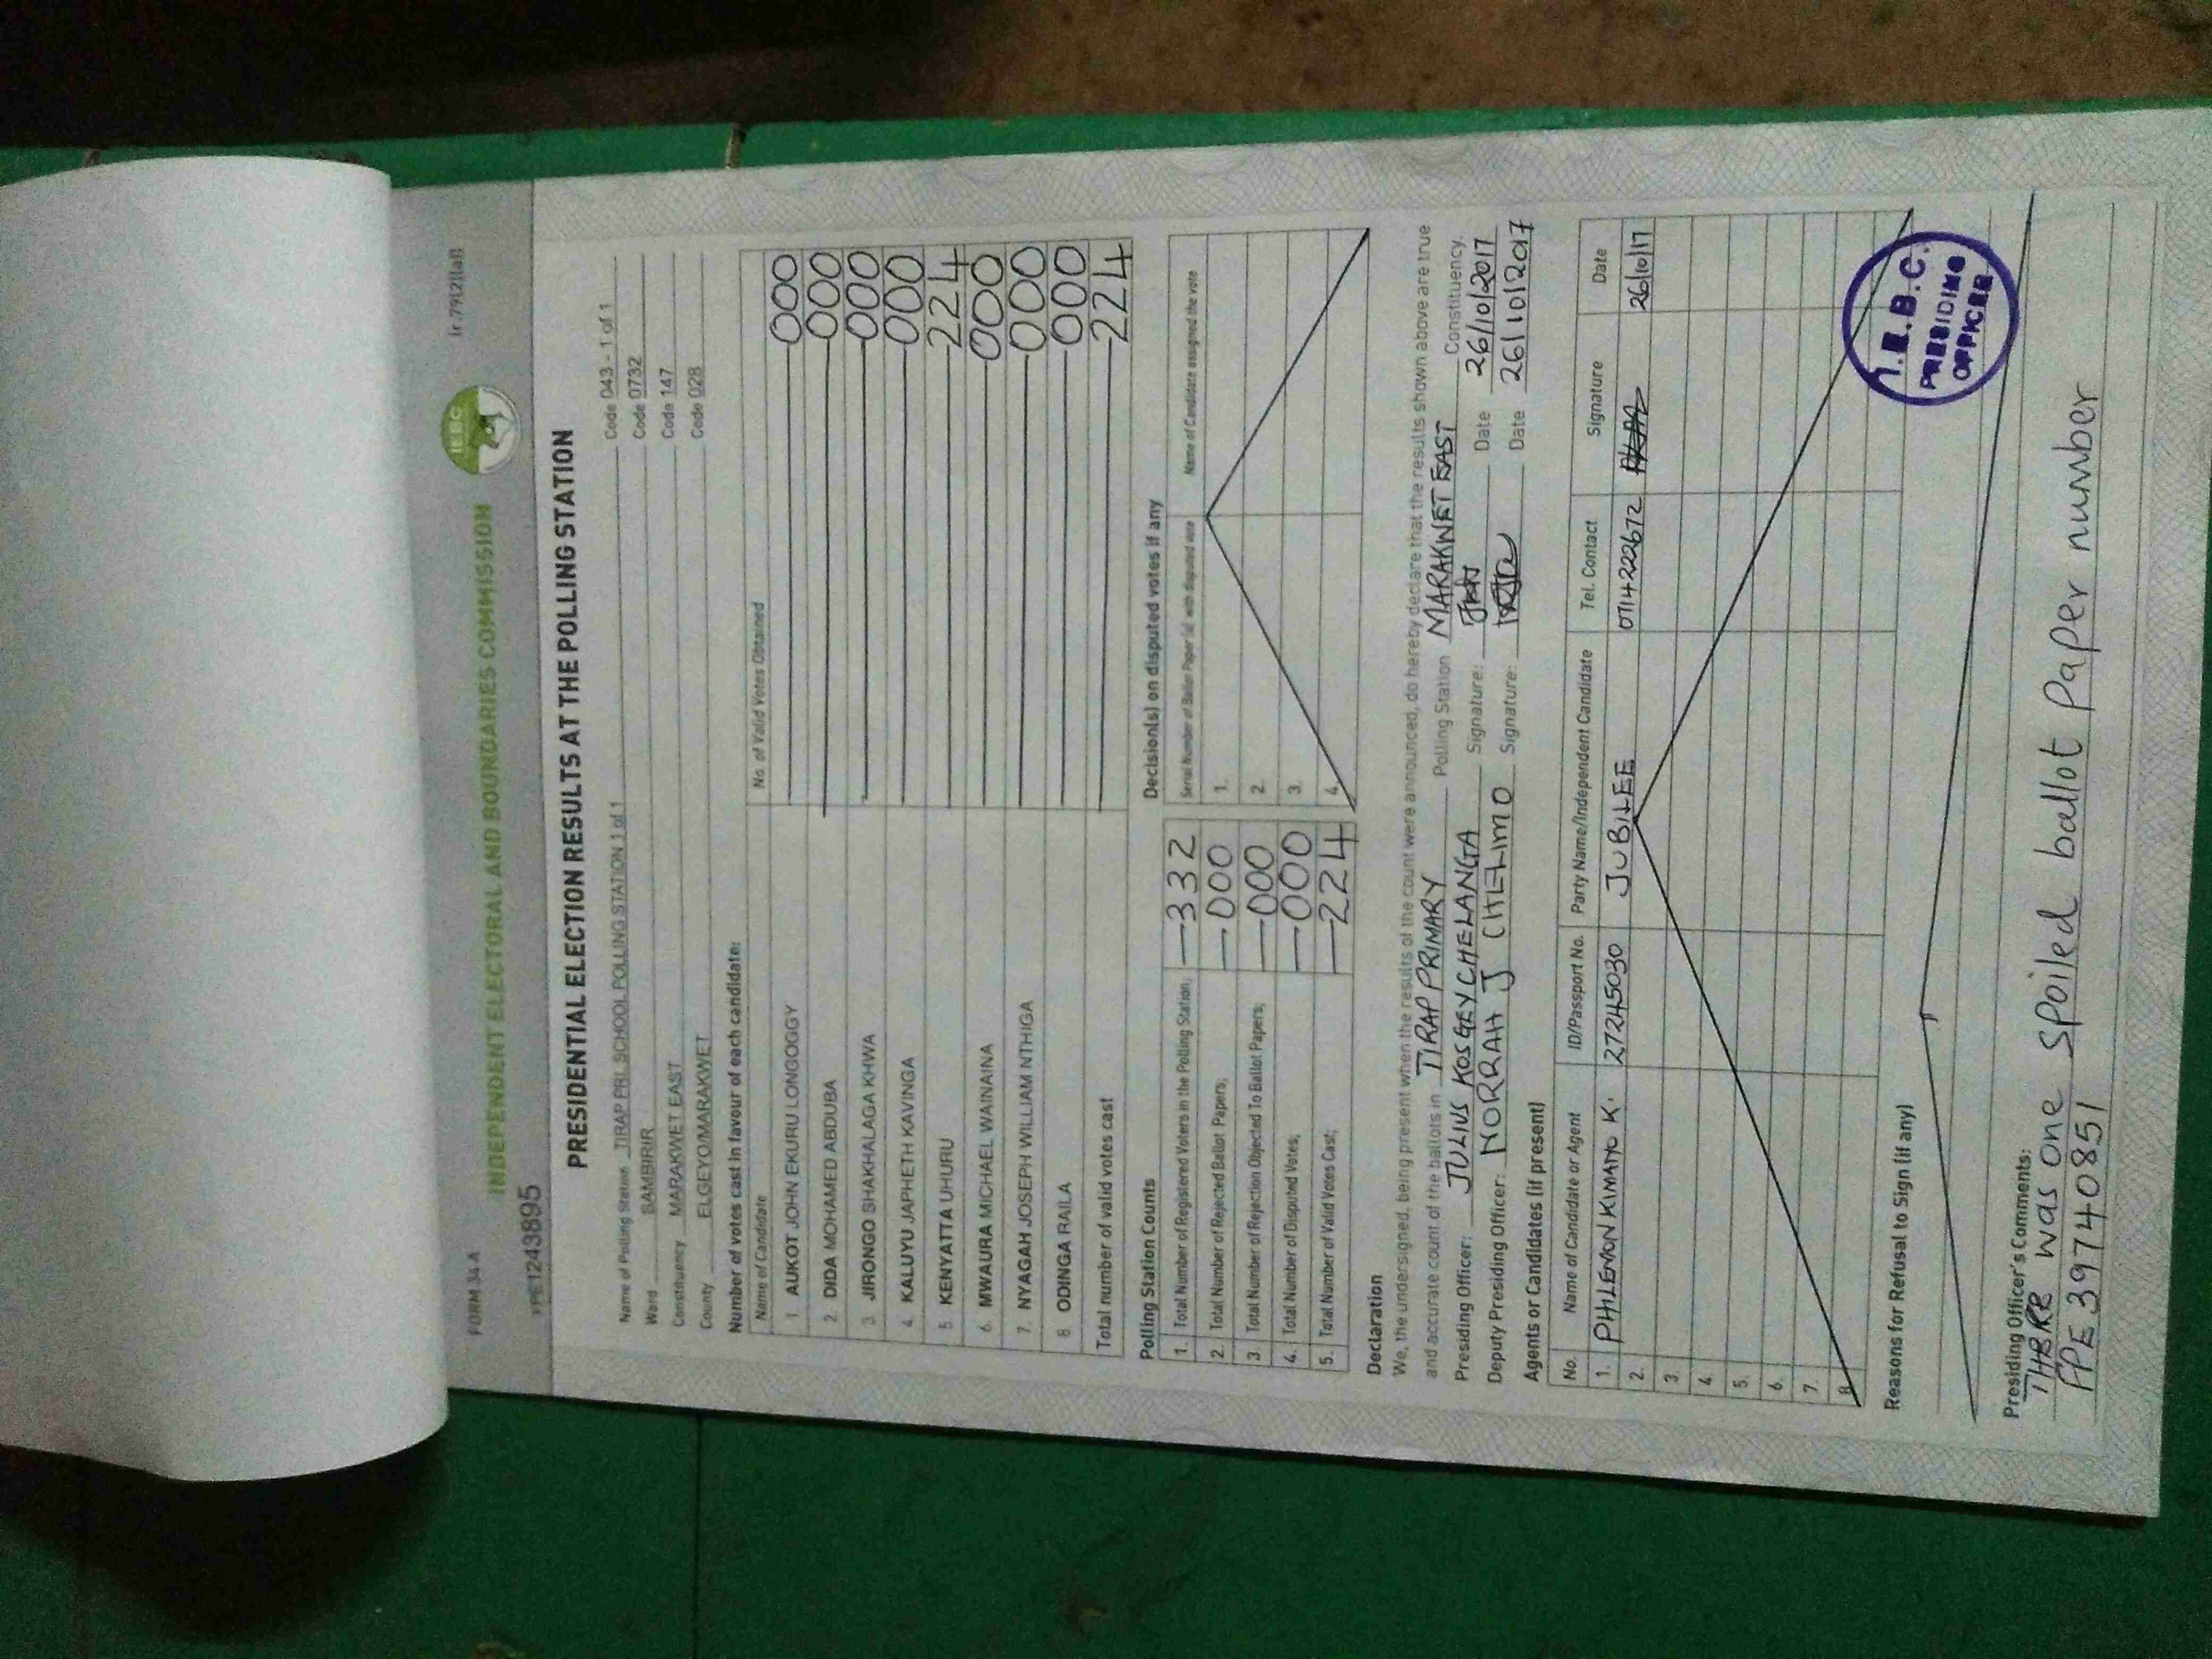 FORM 34 A (r.79(2)(a))
INDEPENDENT ELECTORAL AND BOUNDARIES COMMISSION IEBC
*PE1243895
PRESIDENTIAL ELECTION RESULTS AT THE POLLING STATION
Name of Polling Station TIRAP PRI. SCHOOL POLLING STATION 1 of 1 Code 043 - 1 of 1
Ward SAMBIRIR Code 0732
Constituency MARAKWET EAST Code 147
County ELGEYO/MARAKWET Code 028
Number of votes cast in favour of each candidate:
Name of Candidate No. of Valid Votes Obtained
1. AUKOT JOHN EKURU LONGOGGY 000
2. DIDA MOHAMED ABDUBA 000
3. JIRONGO SHAKHALAGA KHWA 000
4. KALUYU JAPHETH KAVINGA 000
5. KENYATTA UHURU 224
6. MWAURA MICHAEL WAINAINA 000
7. NYAGAH JOSEPH WILLIAM NTHIGA 000
8. ODINGA RAILA 000
Total number of valid votes cast 224
Polling Station Counts
1. Total Number of Registered Voters in the Polling Station; 332
2. Total Number of Rejected Ballot Papers; 000
3. Total Number of Rejection Objected To Ballot Papers; 000
4. Total Number of Disputed Votes; 000
5. Total Number of Valid Votes Cast; 224
Decision(s) on disputed votes if any
Serial Number of Ballot Paper(s) with disputed vote Name of Candidate assigned the vote
1.
2.
3.
4.
Declaration
We, the undersigned, being present when the results of the count were announced, do hereby declare that the results shown above are true
and accurate count of the ballots in TIRAP PRIMARY Polling Station MARAKWET EAST Constituency.
Presiding Officer: JULIUS KOSGEY CHELANGA Signature: Date 26/10/2017
Deputy Presiding Officer: NORRAH J CHELIMO Signature: Date 26/10/2017
Agents or Candidates (if present)
No. Name of Candidate or Agent ID/Passport No. Party Name/Independent Candidate Tel. Contact Signature Date
1. PHILEMON KIMAIYO K. 27245030 JUBILEE 0714222672 26/10/17
2.
3.
4.
5.
6.
7.
8.
Reasons for Refusal to Sign (if any)
I.E.B.C.
PRESIDING
OFFICER
Presiding Officer's Comments:
THERE was one spoiled ballot Paper number
PPE 39740851